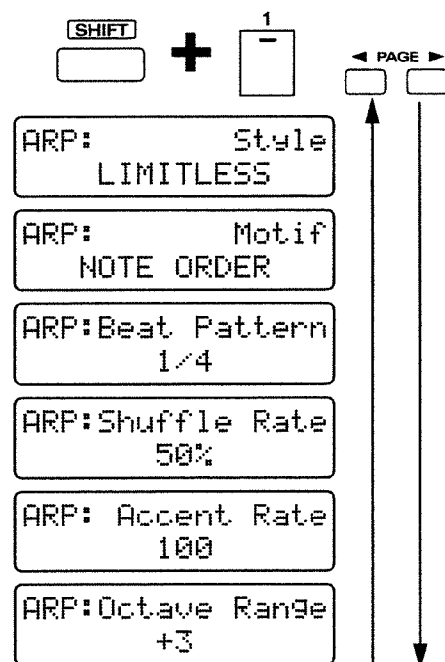 SHIFT
1
◄ PAGE ►
ARP: Style
LIMITLESS
ARP: Motif
NOTE ORDER
ARP:Beat Pattern
1/4
ARP:Shuffle Rate
50%
ARP: Accent Rate
100
ARP:Octave Range
+3